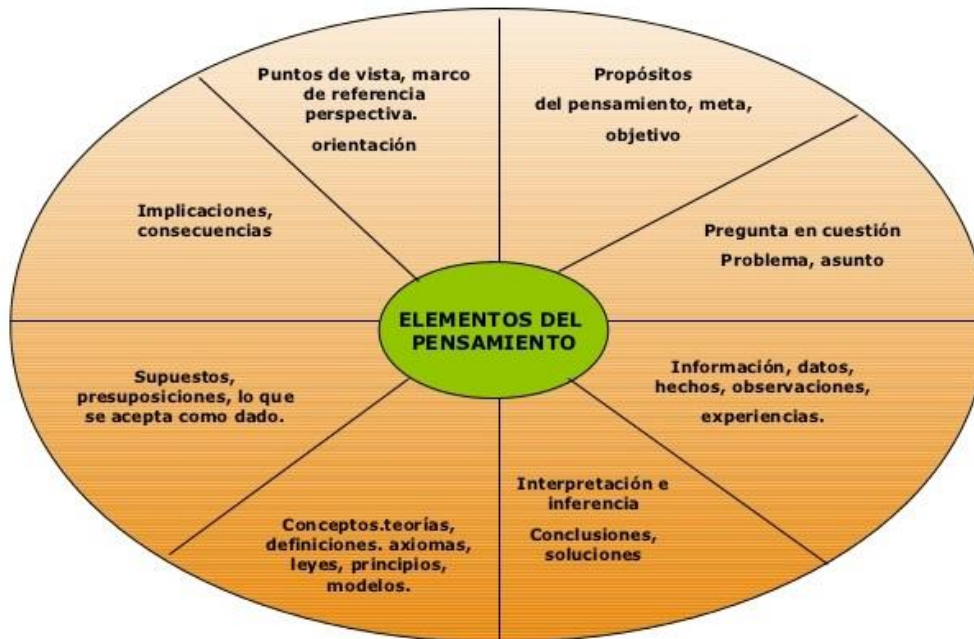 Puntos de vista, marco
de referencia
perspectiva.
orientación
Propósitos
del pensamiento, meta,
objetivo
Implicaciones,
consecuencias
Pregunta en cuestión
Problema, asunto
ELEMENTOS DEL
PENSAMIENTO
Supuestos,
presuposiciones, lo que
se acepta como dado.
Información, datos,
hechos, observaciones,
experiencias.
Conceptos.teorías,
definiciones. axiomas,
leyes, principios,
modelos.
Interpretación e
inferencia
Conclusiones,
soluciones